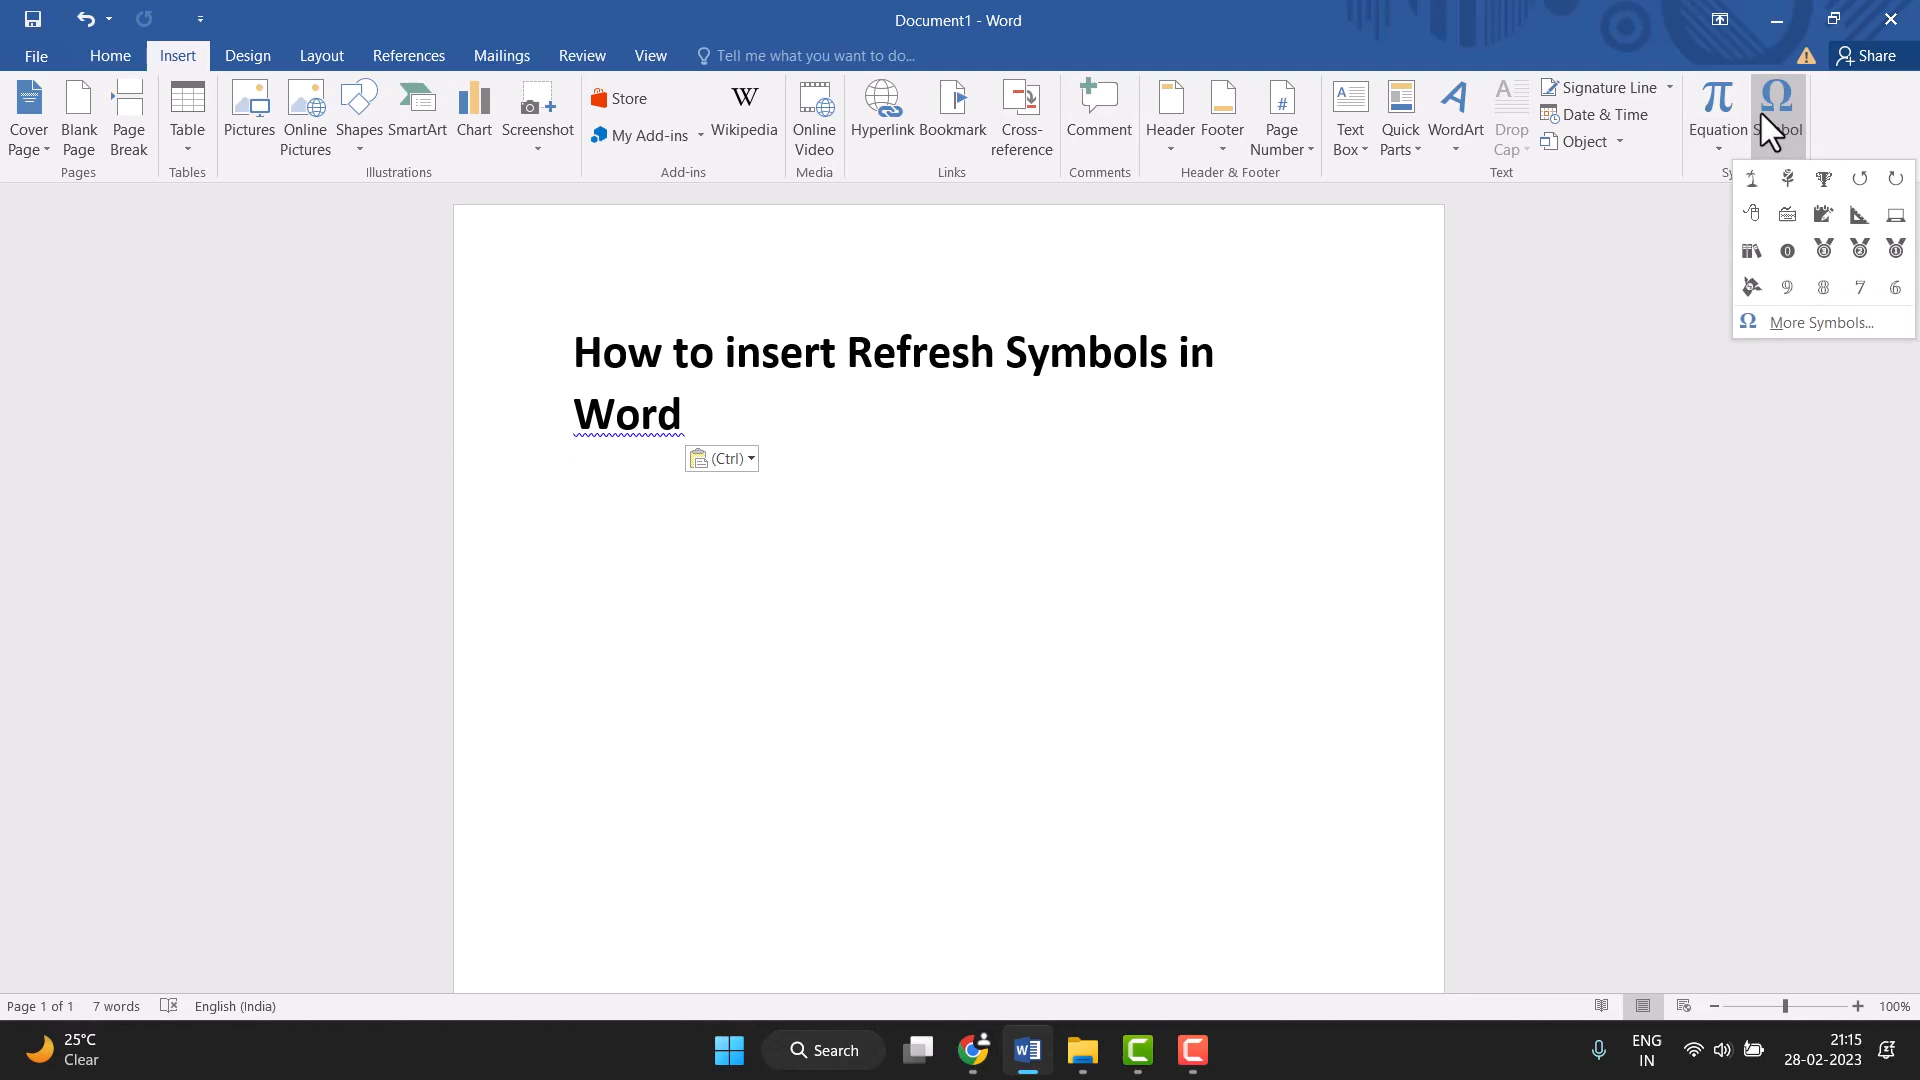 Document1 - Word
File Home Insert Design Layout References Mailings Review View Tell me what you want to do... Share
Cover Page
Blank Page
Page Break
Pages
Table
Tables
Pictures
Online Pictures
Shapes
SmartArt
Chart
Screenshot
Illustrations
Store
My Add-ins
Wikipedia
Add-ins
Online Video
Media
Hyperlink
Bookmark
Cross-reference
Links
Comment
Comments
Header
Footer
Page Number
Header & Footer
Text Box
Quick Parts
WordArt
Drop Cap
Signature Line
Date & Time
Object
Text
π
Equation
Ω
9 8 7 6
Ω More Symbols...
How to insert Refresh Symbols in
Word
(Ctrl)
Page 1 of 1 7 words English (India) 100%
25°C
Clear
Search
ENG
IN
21:15
28-02-2023